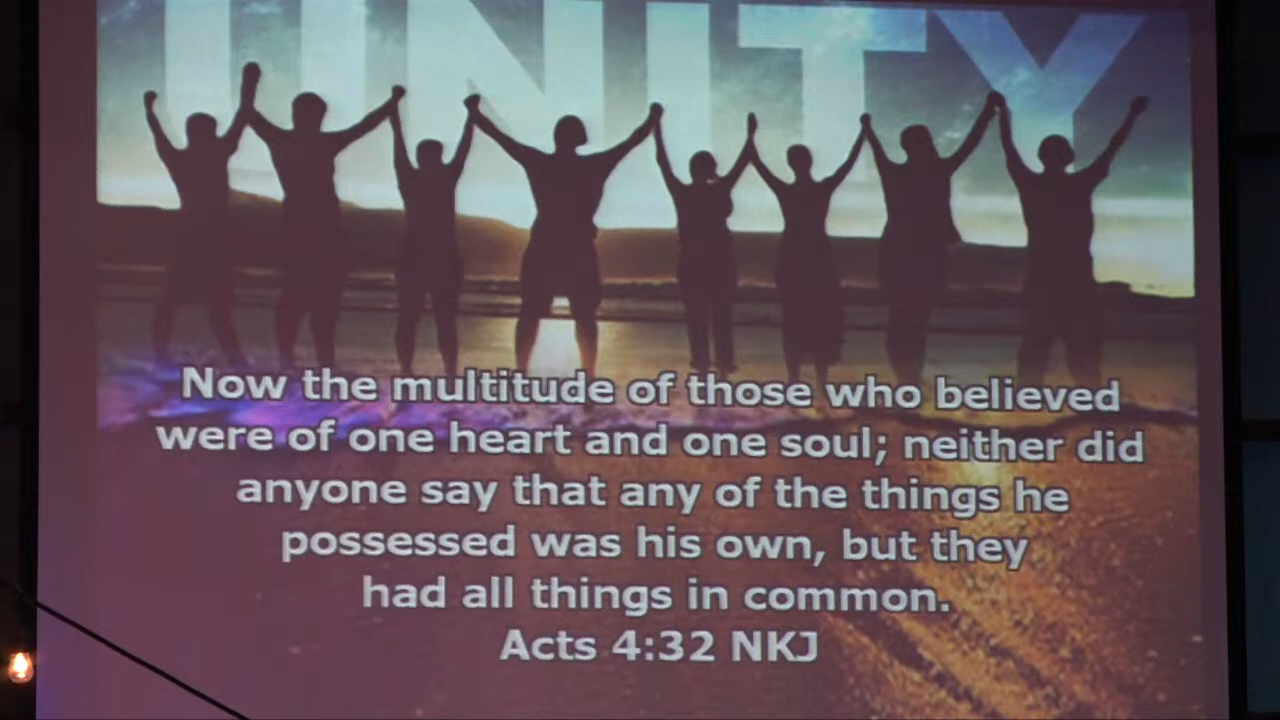 UNITY
Now the multitude of those who believed
were of one heart and one soul; neither did
anyone say that any of the things he
possessed was his own, but they
had all things in common.
Acts 4:32 NKJ